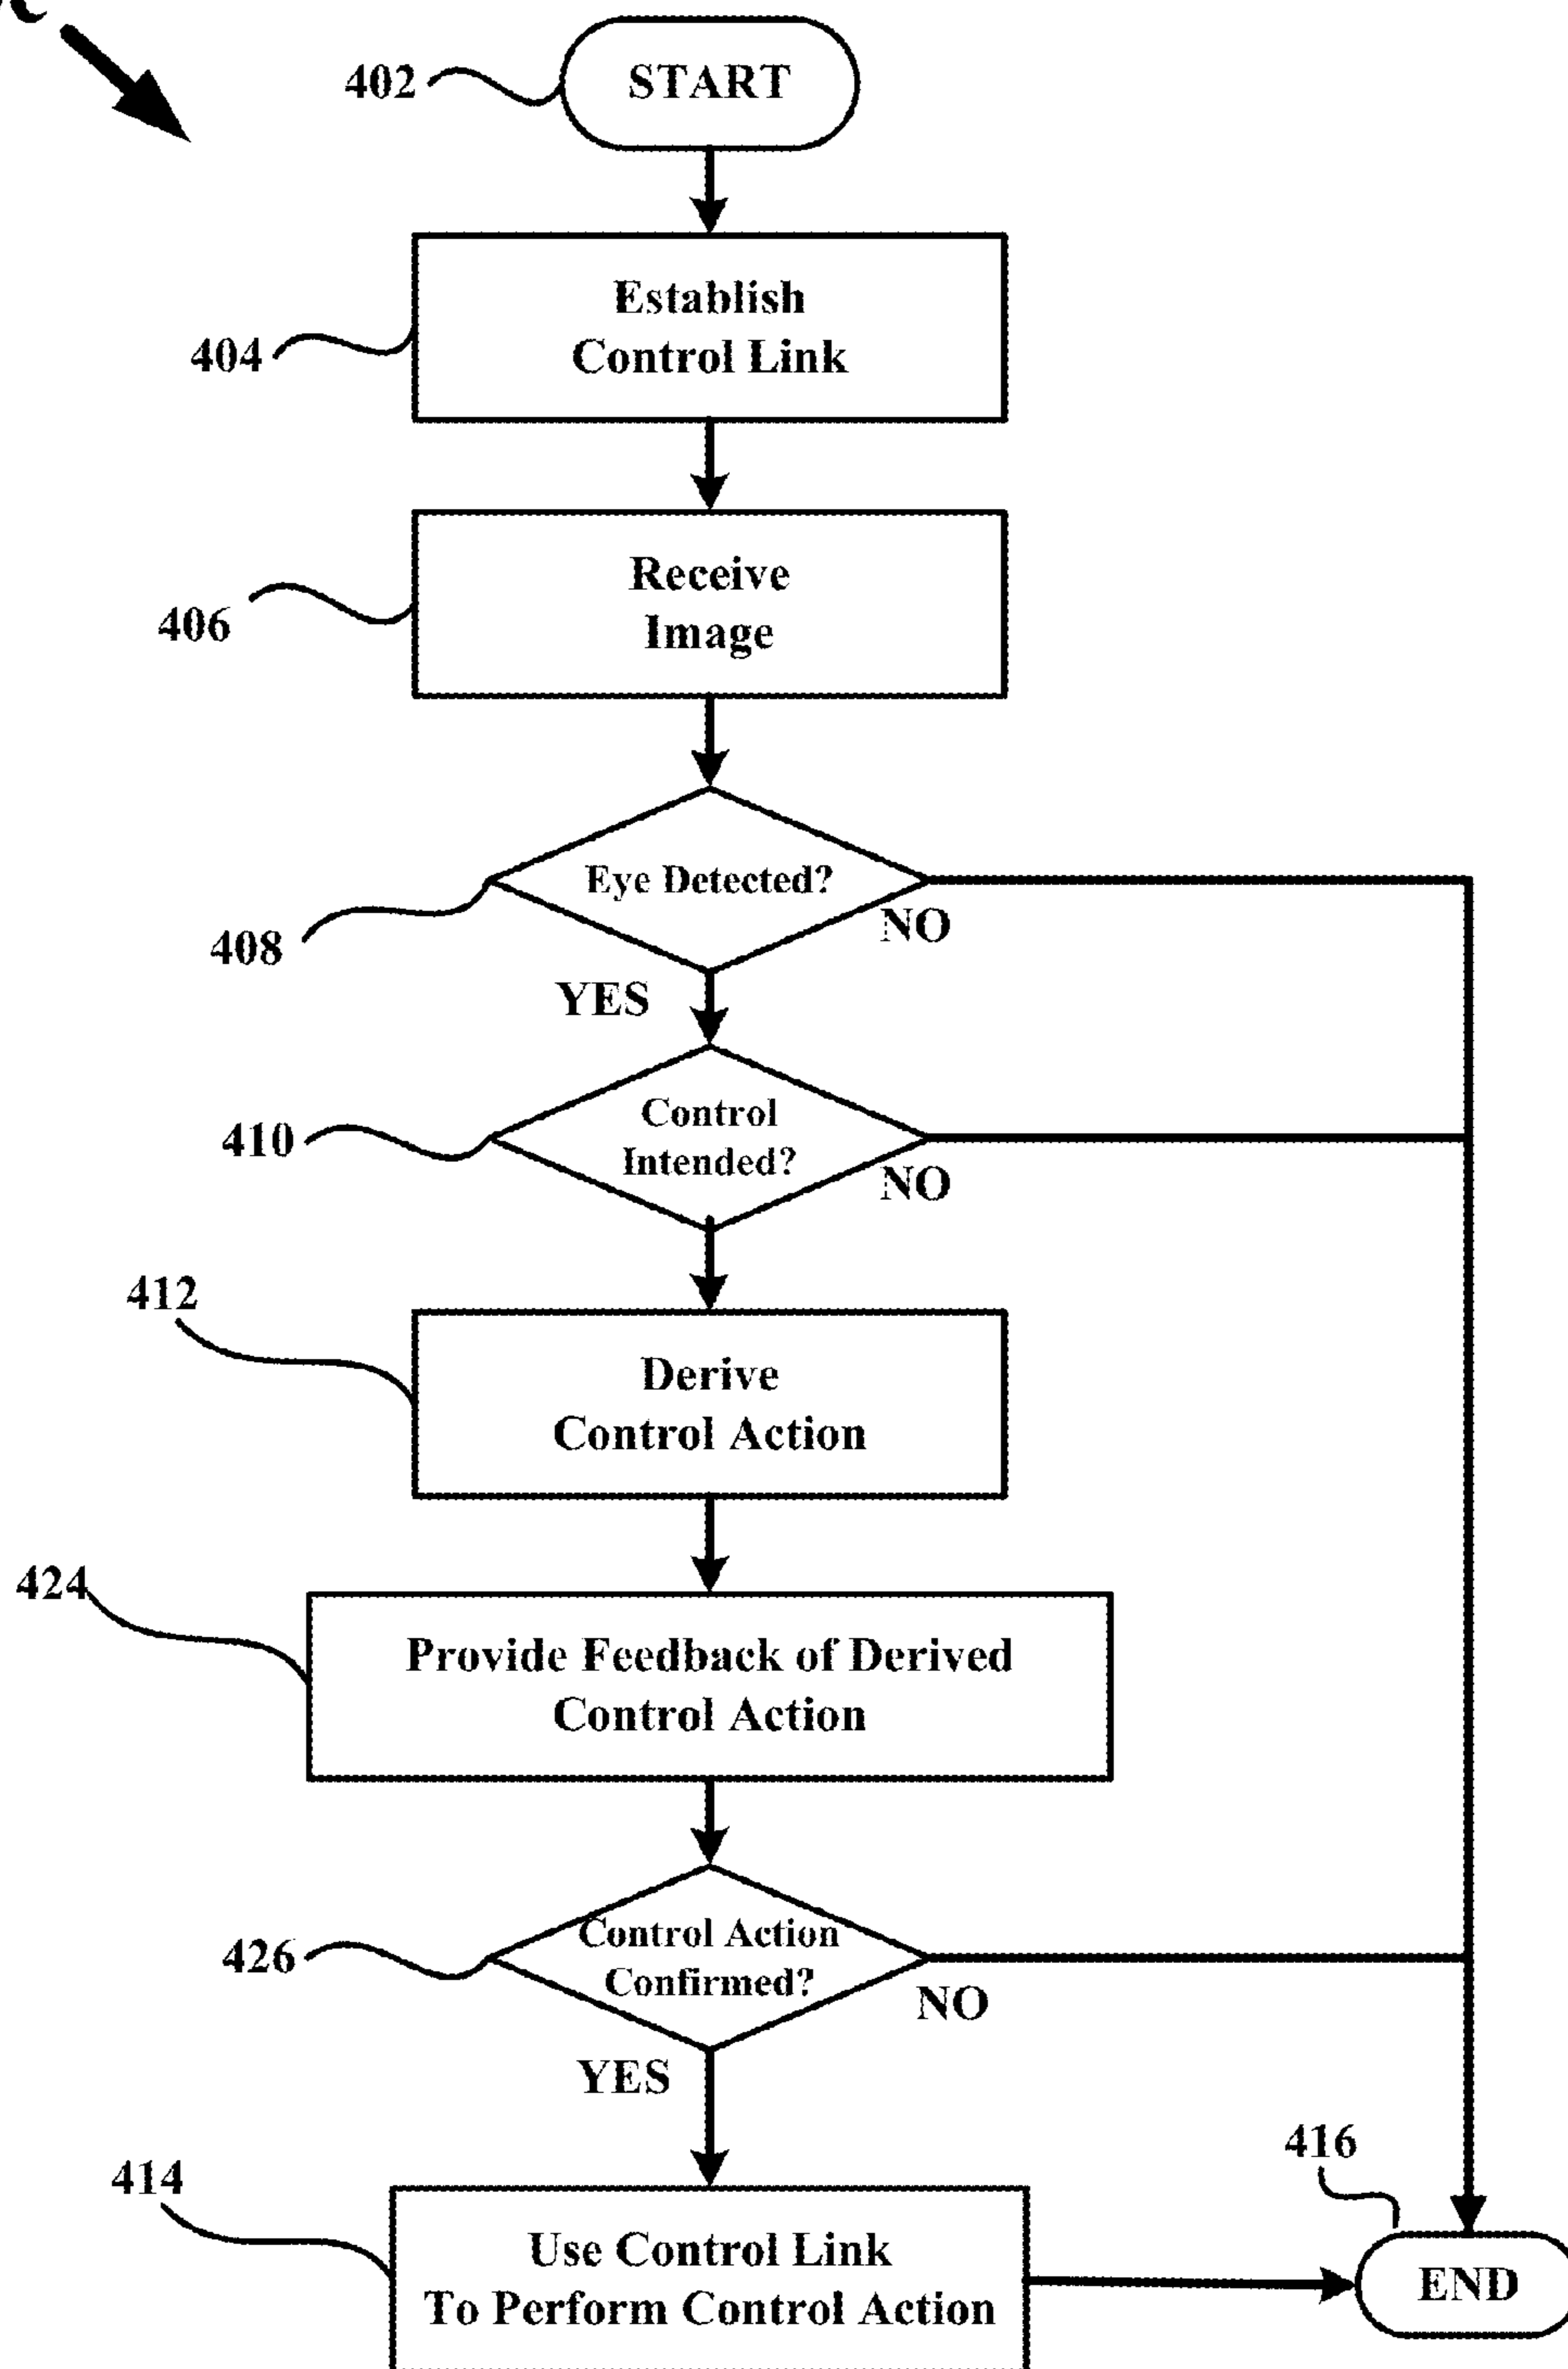 402
START
Establish
Control Link
404
Receive
Image
406
Eye Detected?
408
NO
YES
Control
Intended?
410
NO
412
Derive
Control Action
424
Provide Feedback of Derived
Control Action
Control Action
Confirmed?
426
NO
YES
416
414
Use Control Link
To Perform Control Action
END